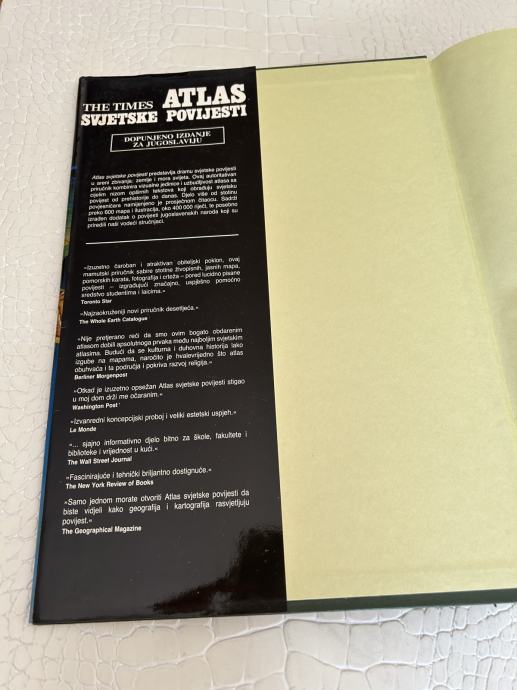 THE TIMES ATLAS
SVJETSKE POVIJESTI
DOPUNJENO IZDANJE
ZA JUGOSLAVIJU
Atlas svjetske povijesti predstavlja dramu svjetske povijesti
u areni zbivanja: zemlje i mora svijeta. Ovaj autoritativan
priručnik kombinira vizualne jedinice i uzbudljivost atlasa sa
cijelim nizom opširnih tekstova koji obrađuju svjetsku
povijest od prehistorije do danas. Djelo više od stotinu
povjesničara namijenjeno je prosječnom čitaocu. Sadrži
preko 600 mapa i ilustracija, oko 400 000 riječi, te posebno
izrađen dodatak o povijesti jugoslavenskih naroda koji su
priredili naši vodeći stručnjaci.
»Izuzetno čaroban i atraktivan obiteljski poklon, ovaj
mamutski priručnik sabire stotine živopisnih, jasnih mapa,
pomorskih karata, fotografija i crteža – pored lucidno pisane
povijesti – izgrađujući značajno, uspješno pomoćno
sredstvo studentima i laicima.«
Toronto Star
»Najzaokruženiji novi priručnik desetljeća.«
The Whole Earth Catalogue
»Nije pretjerano reći da smo ovim bogato obdarenim
atlasom dobili apsolutnoga prvaka među najboljim svjetskim
atlasima. Budući da se kulturna i duhovna historija lako
izgube na mapama, naročito je hvalevrijedno što atlas
obuhvaća i ta područja i pokriva razvoj religija.«
Berliner Morgenpost
»Otkad je izuzetno opsežan Atlas svjetske povijesti stigao
u moj dom drži me očaranim.«
Washington Post
»Izvanredni koncepcijski proboj i veliki estetski uspjeh.«
Le Monde
»... sjajno informativno djelo bitno za škole, fakultete i
biblioteke i vrijednost u kući.«
The Wall Street Journal
»Fascinirajuće i tehnički briljantno dostignuće.«
The New York Review of Books
»Samo jednom morate otvoriti Atlas svjetske povijesti da
biste vidjeli kako geografija i kartografija rasvjetljuju
povijest.«
The Geographical Magazine